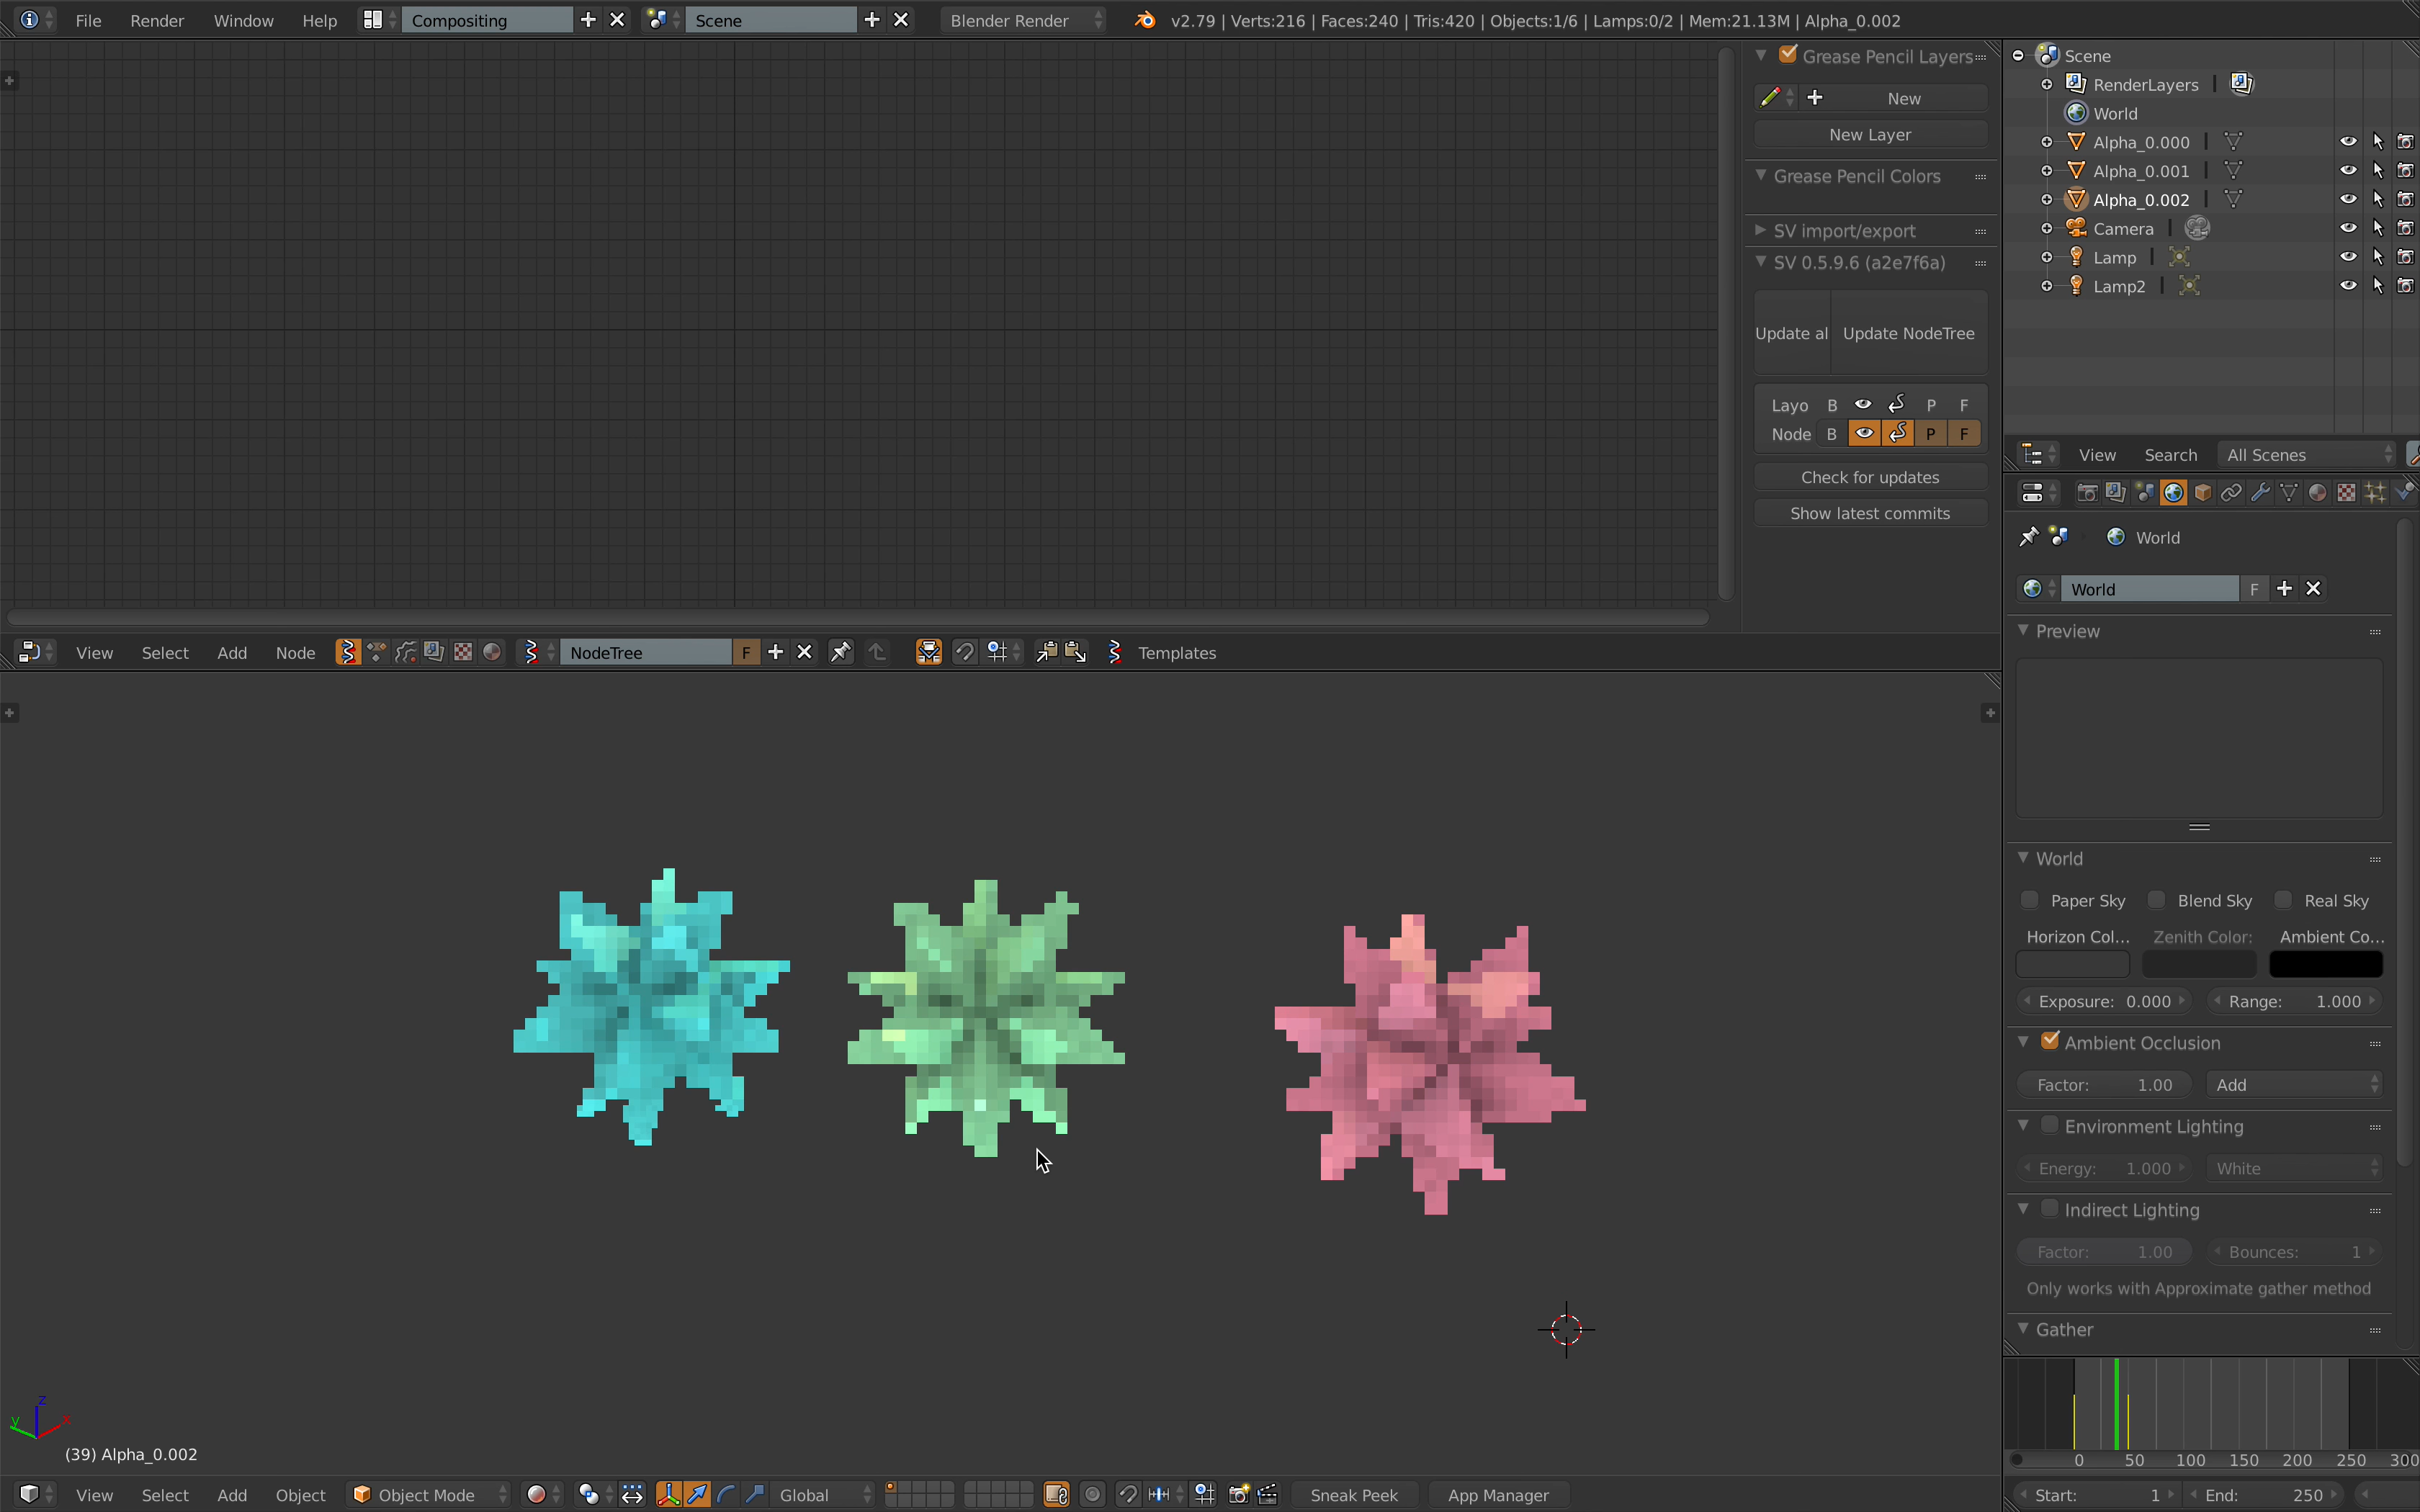 File Render Window Help Compositing Scene Blender Render v2.79 | Verts:216 | Faces:240 | Tris:420 | Objects:1/6 | Lamps:0/2 | Mem:21.13M | Alpha_0.002
Grease Pencil Layers
New
New Layer
Grease Pencil Colors
SV import/export
SV 0.5.9.6 (a2e7f6a)
Update al Update NodeTree
Layo B P F
Node B P F
Check for updates
Show latest commits
View Select Add Node NodeTree F Templates
Scene
RenderLayers |
World
Alpha_0.000 |
Alpha_0.001 |
Alpha_0.002 |
Camera |
Lamp |
Lamp2 |
View Search All Scenes
World
World F
Preview
World
Paper Sky Blend Sky Real Sky
Horizon Col... Zenith Color: Ambient Co...
Exposure: 0.000 Range: 1.000
Ambient Occlusion
Factor: 1.00 Add
Environment Lighting
Energy: 1.000 White
Indirect Lighting
Factor: 1.00 Bounces: 1
Only works with Approximate gather method
Gather
0 50 100 150 200 250 300
Start: 1 End: 250
z
y x
(39) Alpha_0.002
View Select Add Object Object Mode Global Sneak Peek App Manager